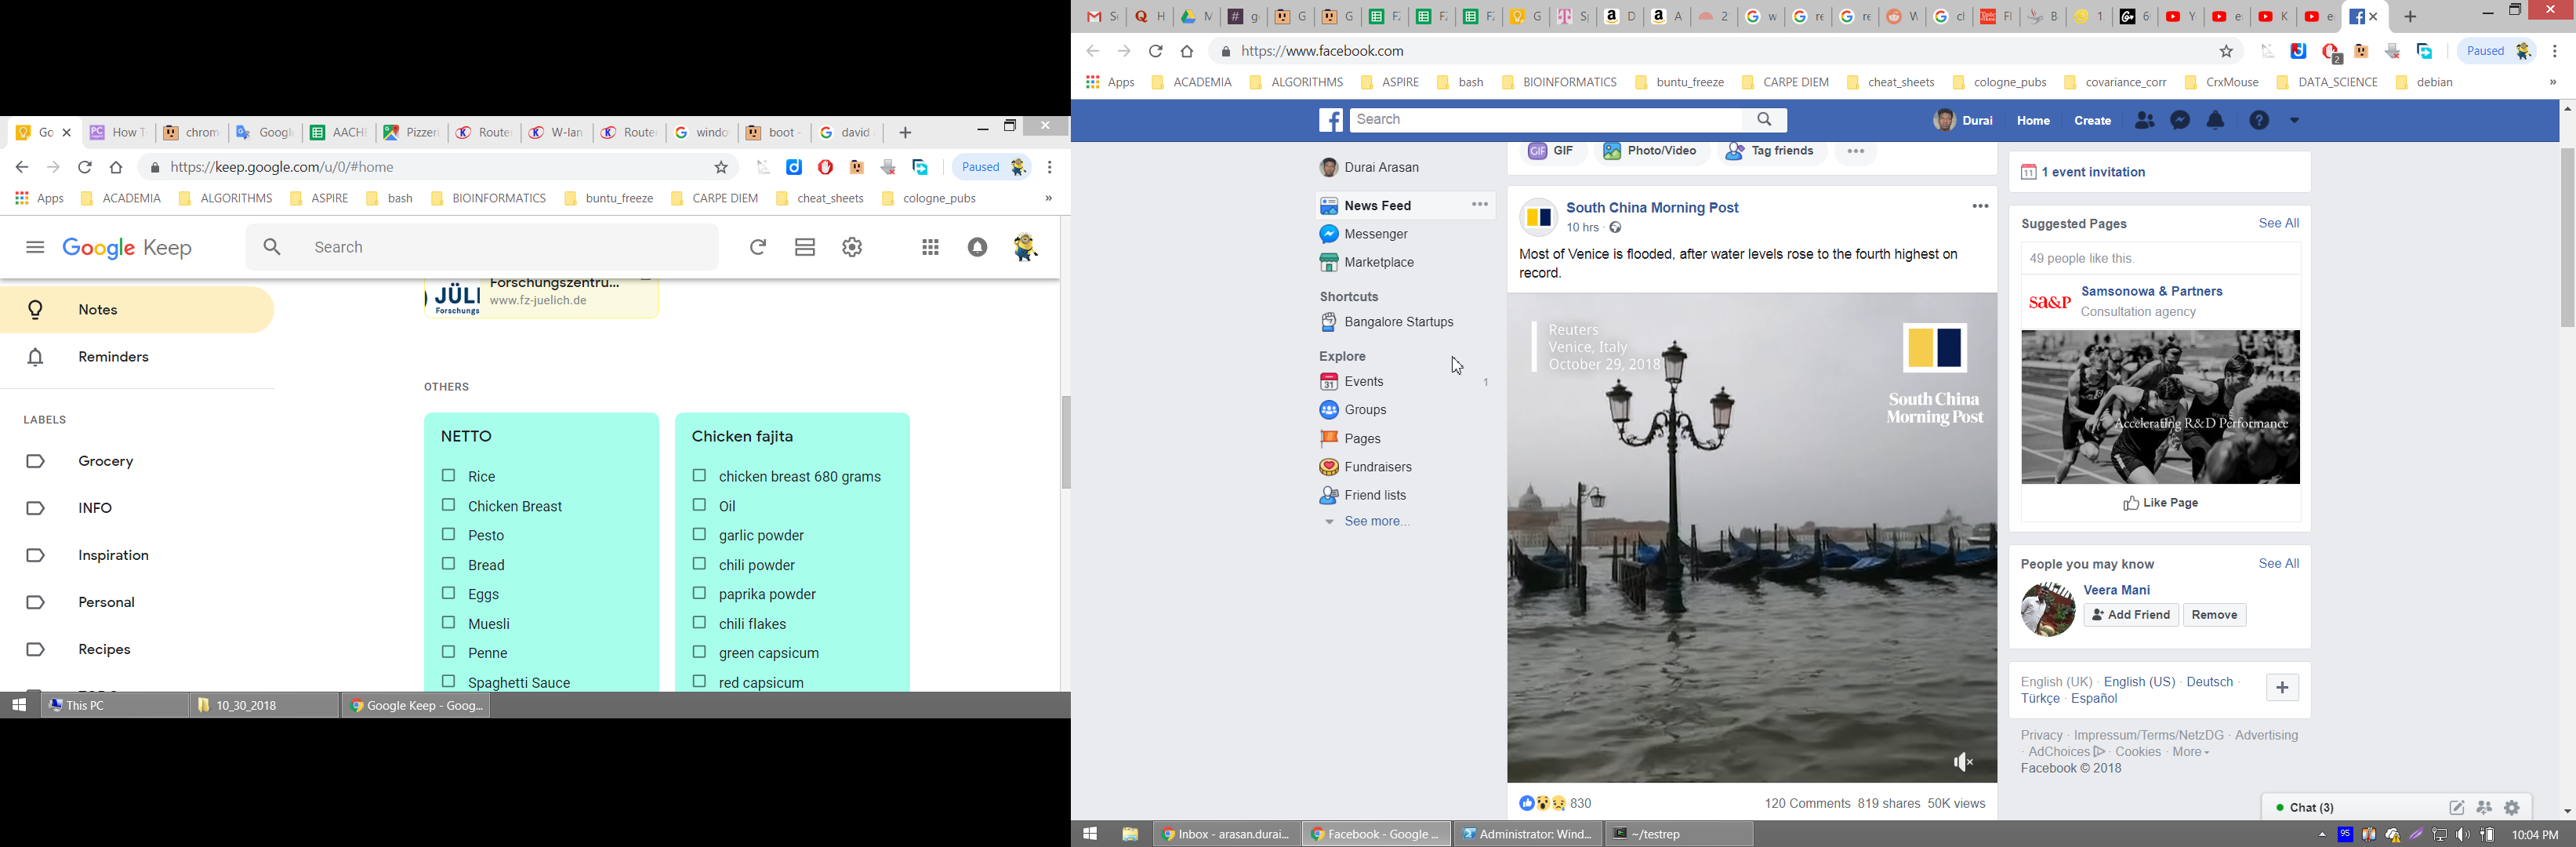 Go
How T
chrom
Googl
AACHE
Pizzeri
Router
W-lan
Router
windo
boot -
david
https://keep.google.com/u/0/#home
Paused
Apps
ACADEMIA
ALGORITHMS
ASPIRE
bash
BIOINFORMATICS
buntu_freeze
CARPE DIEM
cheat_sheets
cologne_pubs
»
Google Keep
Search
Notes
Reminders
LABELS
Grocery
INFO
Inspiration
Personal
Recipes
JÜLI
Forschungs
Forschungszentru...
www.fz-juelich.de
OTHERS
NETTO
Rice
Chicken Breast
Pesto
Bread
Eggs
Muesli
Penne
Spaghetti Sauce
Chicken fajita
chicken breast 680 grams
Oil
garlic powder
chili powder
paprika powder
chili flakes
green capsicum
red capsicum
This PC
10_30_2018
Google Keep - Goog...
https://www.facebook.com
2
Paused
Apps
ACADEMIA
ALGORITHMS
ASPIRE
bash
BIOINFORMATICS
buntu_freeze
CARPE DIEM
cheat_sheets
cologne_pubs
covariance_corr
CrxMouse
DATA_SCIENCE
debian
»
Search
Durai
Home
Create
Durai Arasan
News Feed
Messenger
Marketplace
Shortcuts
Bangalore Startups
Explore
Events
1
Groups
Pages
Fundraisers
Friend lists
See more...
GIF
Photo/Video
Tag friends
South China Morning Post
10 hrs ·
Most of Venice is flooded, after water levels rose to the fourth highest on
record.
Reuters
Venice, Italy
October 29, 2018
South China
Morning Post
830
120 Comments 819 shares 50K views
1 event invitation
Suggested Pages
See All
49 people like this.
sa&P
Samsonowa & Partners
Consultation agency
Accelerating R&D Performance
Like Page
People you may know
See All
Veera Mani
Add Friend
Remove
English (UK) · English (US) · Deutsch ·
Türkçe · Español
Privacy · Impressum/Terms/NetzDG · Advertising
· AdChoices · Cookies · More
Facebook © 2018
Chat (3)
Inbox - arasan.durai...
Facebook - Google ...
Administrator: Wind...
~/testrep
95
10:04 PM